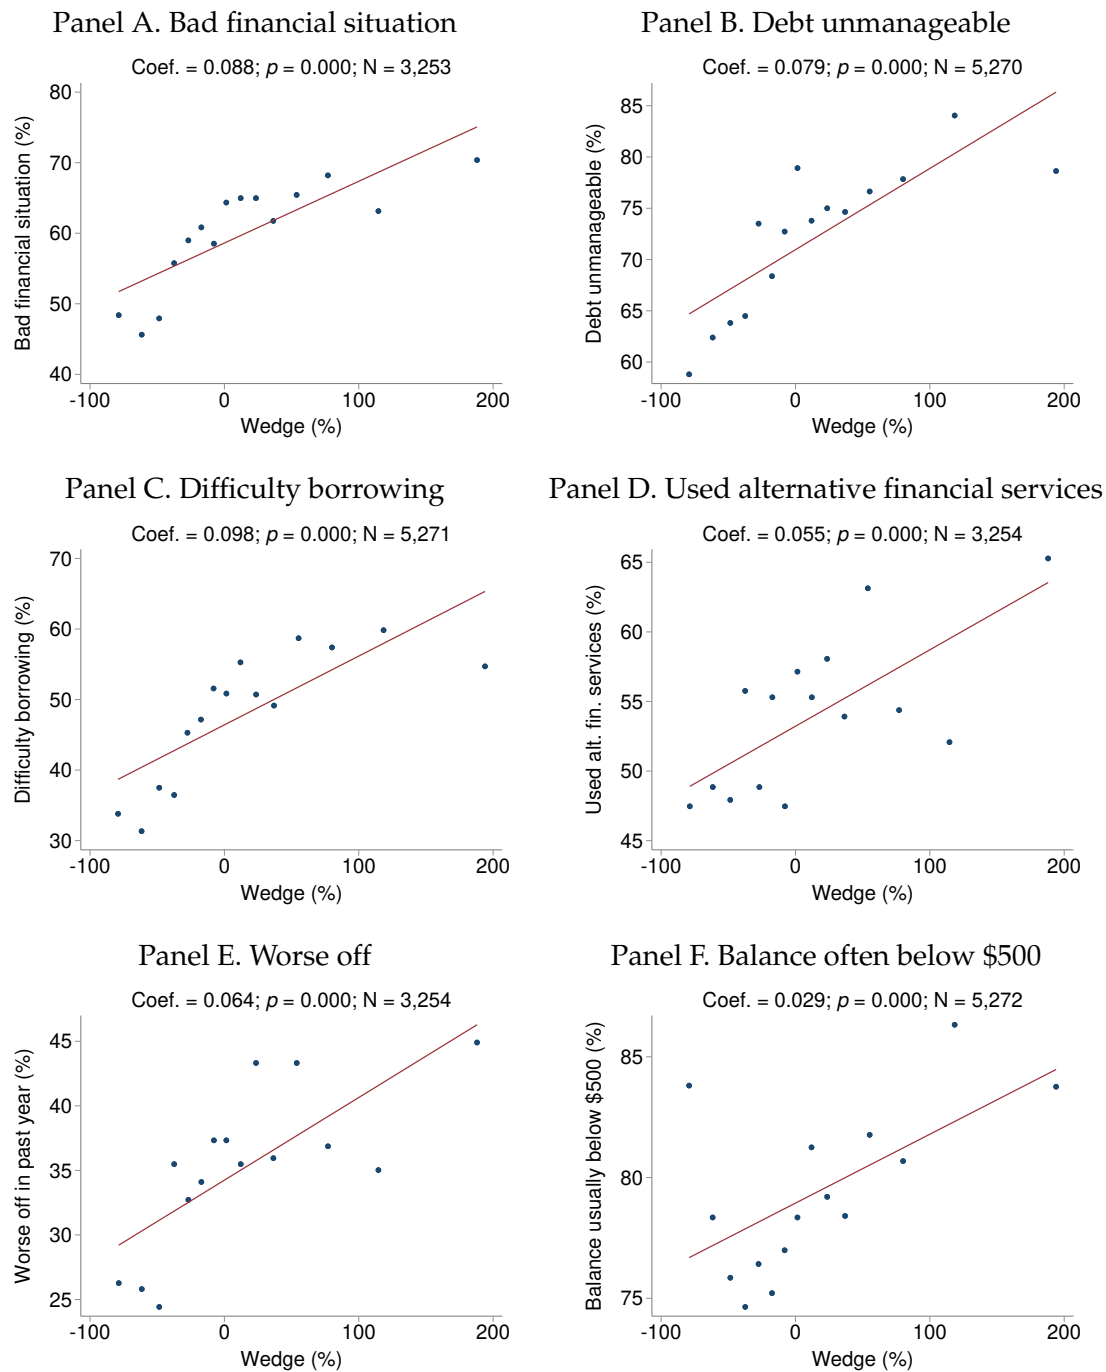 Panel A. Bad financial situation
Coef. = 0.088; p = 0.000; N = 3,253
Bad financial situation (%)
80
70
60
50
40
-100 0 100 200
Wedge (%)
Panel B. Debt unmanageable
Coef. = 0.079; p = 0.000; N = 5,270
Debt unmanageable (%)
85
80
75
70
65
60
-100 0 100 200
Wedge (%)
Panel C. Difficulty borrowing
Coef. = 0.098; p = 0.000; N = 5,271
Difficulty borrowing (%)
70
60
50
40
30
-100 0 100 200
Wedge (%)
Panel D. Used alternative financial services
Coef. = 0.055; p = 0.000; N = 3,254
Used alt. fin. services (%)
65
60
55
50
45
-100 0 100 200
Wedge (%)
Panel E. Worse off
Coef. = 0.064; p = 0.000; N = 3,254
Worse off in past year (%)
45
40
35
30
25
-100 0 100 200
Wedge (%)
Panel F. Balance often below $500
Coef. = 0.029; p = 0.000; N = 5,272
Balance usually below $500 (%)
85
80
75
-100 0 100 200
Wedge (%)